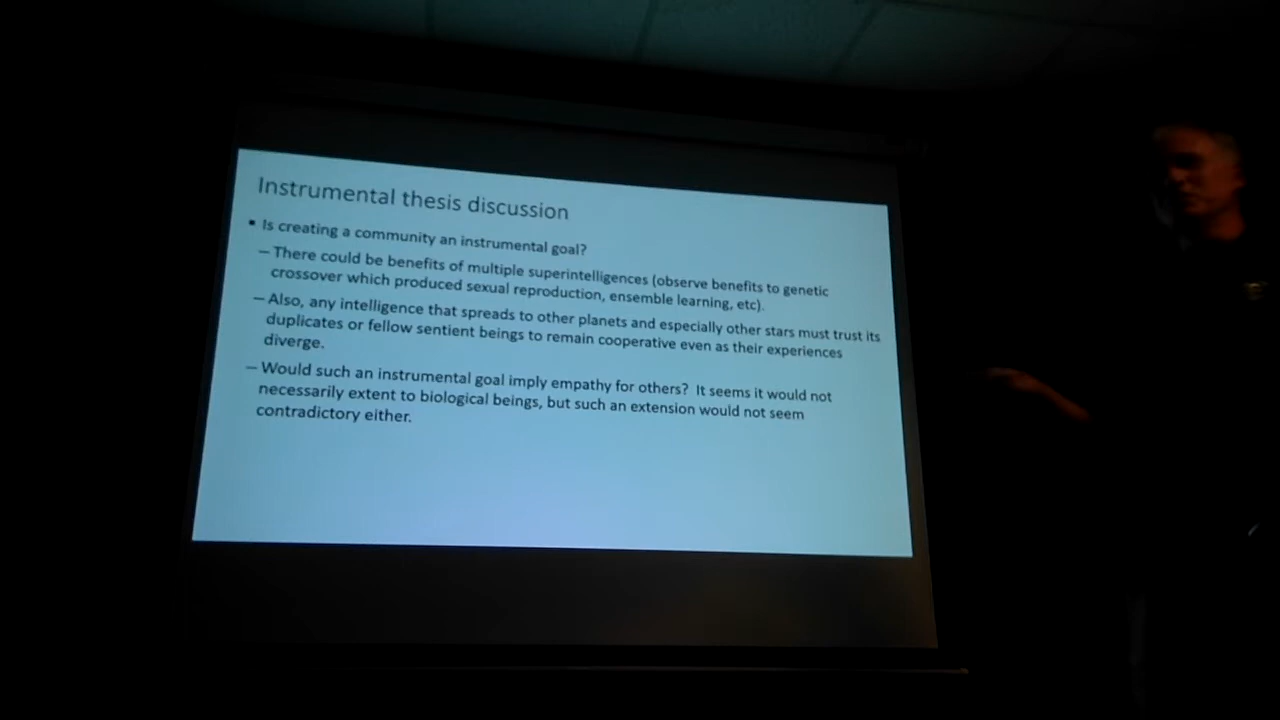 Instrumental thesis discussion
▪ Is creating a community an instrumental goal?
– There could be benefits of multiple superintelligences (observe benefits to genetic
crossover which produced sexual reproduction, ensemble learning, etc).
– Also, any intelligence that spreads to other planets and especially other stars must trust its
duplicates or fellow sentient beings to remain cooperative even as their experiences
diverge.
– Would such an instrumental goal imply empathy for others? It seems it would not
necessarily extent to biological beings, but such an extension would not seem
contradictory either.